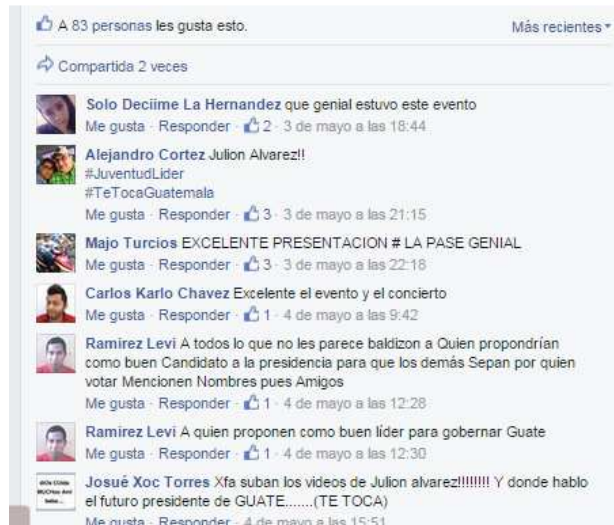 A 83 personas les gusta esto. Más recientes
Compartida 2 veces
Solo Deciime La Hernandez que genial estuvo este evento
Me gusta · Responder · 2 · 3 de mayo a las 18:44
Alejandro Cortez Julion Alvarez!!
#JuventudLider
#TeTocaGuatemala
Me gusta · Responder · 3 · 3 de mayo a las 21:15
Majo Turcios EXCELENTE PRESENTACION # LA PASE GENIAL
Me gusta · Responder · 3 · 3 de mayo a las 22:18
Carlos Karlo Chavez Excelente el evento y el concierto
Me gusta · Responder · 1 · 4 de mayo a las 9:42
Ramirez Levi A todos lo que no les parece baldizon a Quien propondrían
como buen Candidato a la presidencia para que los demás Sepan por quien
votar Mencionen Nombres pues Amigos
Me gusta · Responder · 1 · 4 de mayo a las 12:28
Ramirez Levi A quien proponen como buen líder para gobernar Guate
Me gusta · Responder · 1 · 4 de mayo a las 12:30
Josué Xoc Torres Xfa suban los videos de Julion alvarez!!!!!!!! Y donde hablo
el futuro presidente de GUATE.......(TE TOCA)
Me gusta · Responder · 4 de mayo a las 15:51